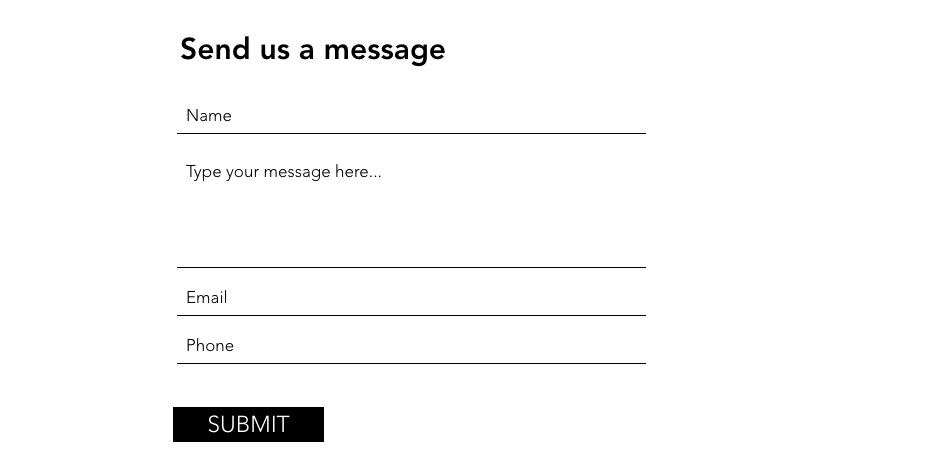 Send us a message
Name
Type your message here...
Email
Phone
SUBMIT